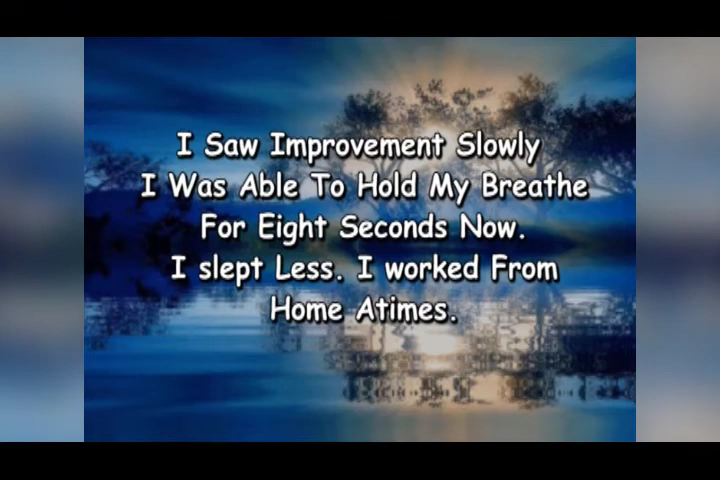 I Saw Improvement Slowly
I Was Able To Hold My Breathe
For Eight Seconds Now.
I slept Less. I worked From
Home Atimes.